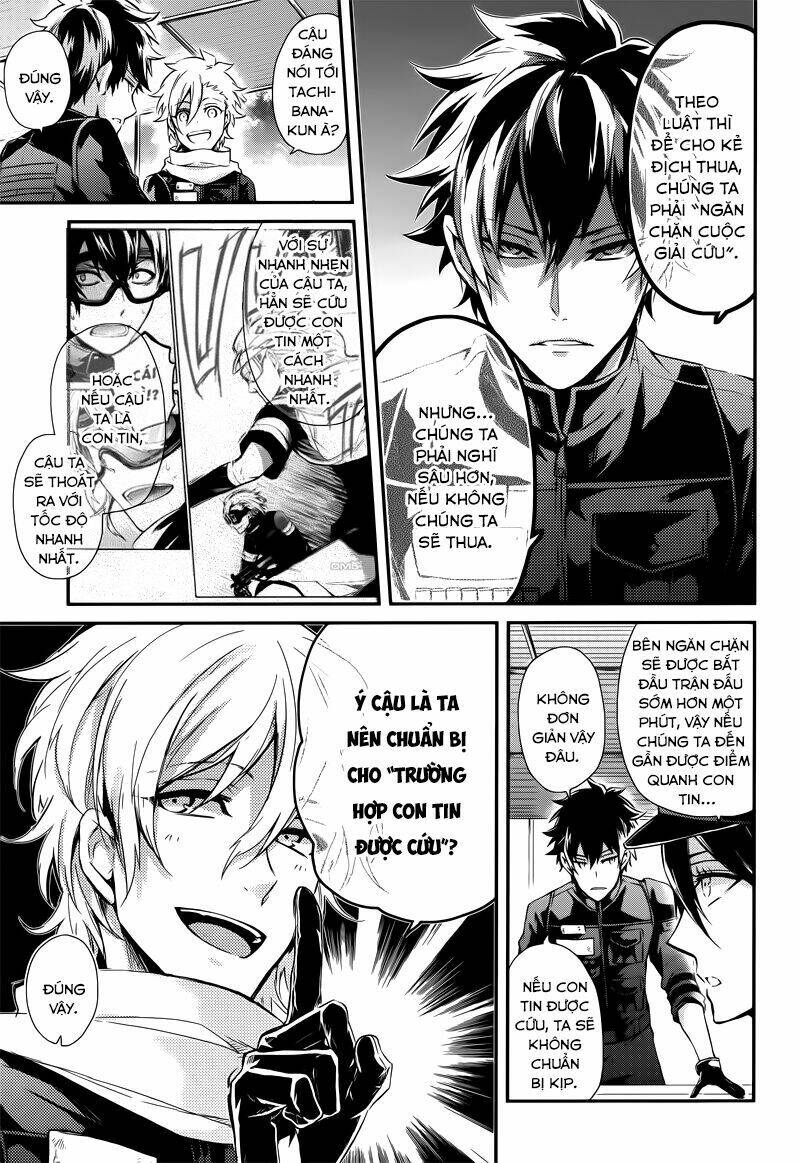 THEO
LUẬT THÌ
ĐỂ CHO KẺ
ĐỊCH THUA,
CHÚNG TA
PHẢI "NGĂN
CHẶN CUỘC
GIẢI CỨU".
NHƯNG...
CHÚNG TA
PHẢI NGHĨ
SÂU HƠN,
NẾU KHÔNG
CHÚNG TA
SẼ THUA.
CẬU ĐÁNG
NÓI TỚI
TACHI-
BANA-
KUN À?
ĐÚNG
VẬY.
VỚI SỨ
NHANH NHẸN
CỦA CẬU TA,
HẲN SẼ CỨU
ĐƯỢC CON
TIN MỘT
CÁCH
NHANH
NHẤT.
CÁI
!?
HOẶC
NẾU CẬU
TA LÀ
CON TIN,
CẬU TA
SẼ THOÁT
RA VỚI
TỐC ĐỘ
NHANH
NHẤT.
BÊN NGĂN CHẶN
SẼ ĐƯỢC BẮT
ĐẦU TRẬN ĐẤU
SỚM HƠN MỘT
PHÚT, VẬY NẾU
CHÚNG TA ĐẾN
GẦN ĐƯỢC ĐIỂM
QUANH CON
TIN...
KHÔNG
ĐƠN
GIẢN VẬY
ĐÂU.
NẾU CON
TIN ĐƯỢC
CỨU, TA SẼ
KHÔNG
CHUẨN
BỊ KỊP.
Ý CẬU LÀ TA
NÊN CHUẨN BỊ
CHO "TRƯỜNG
HỢP CON TIN
ĐƯỢC CỨU"?
ĐÚNG
VẬY.